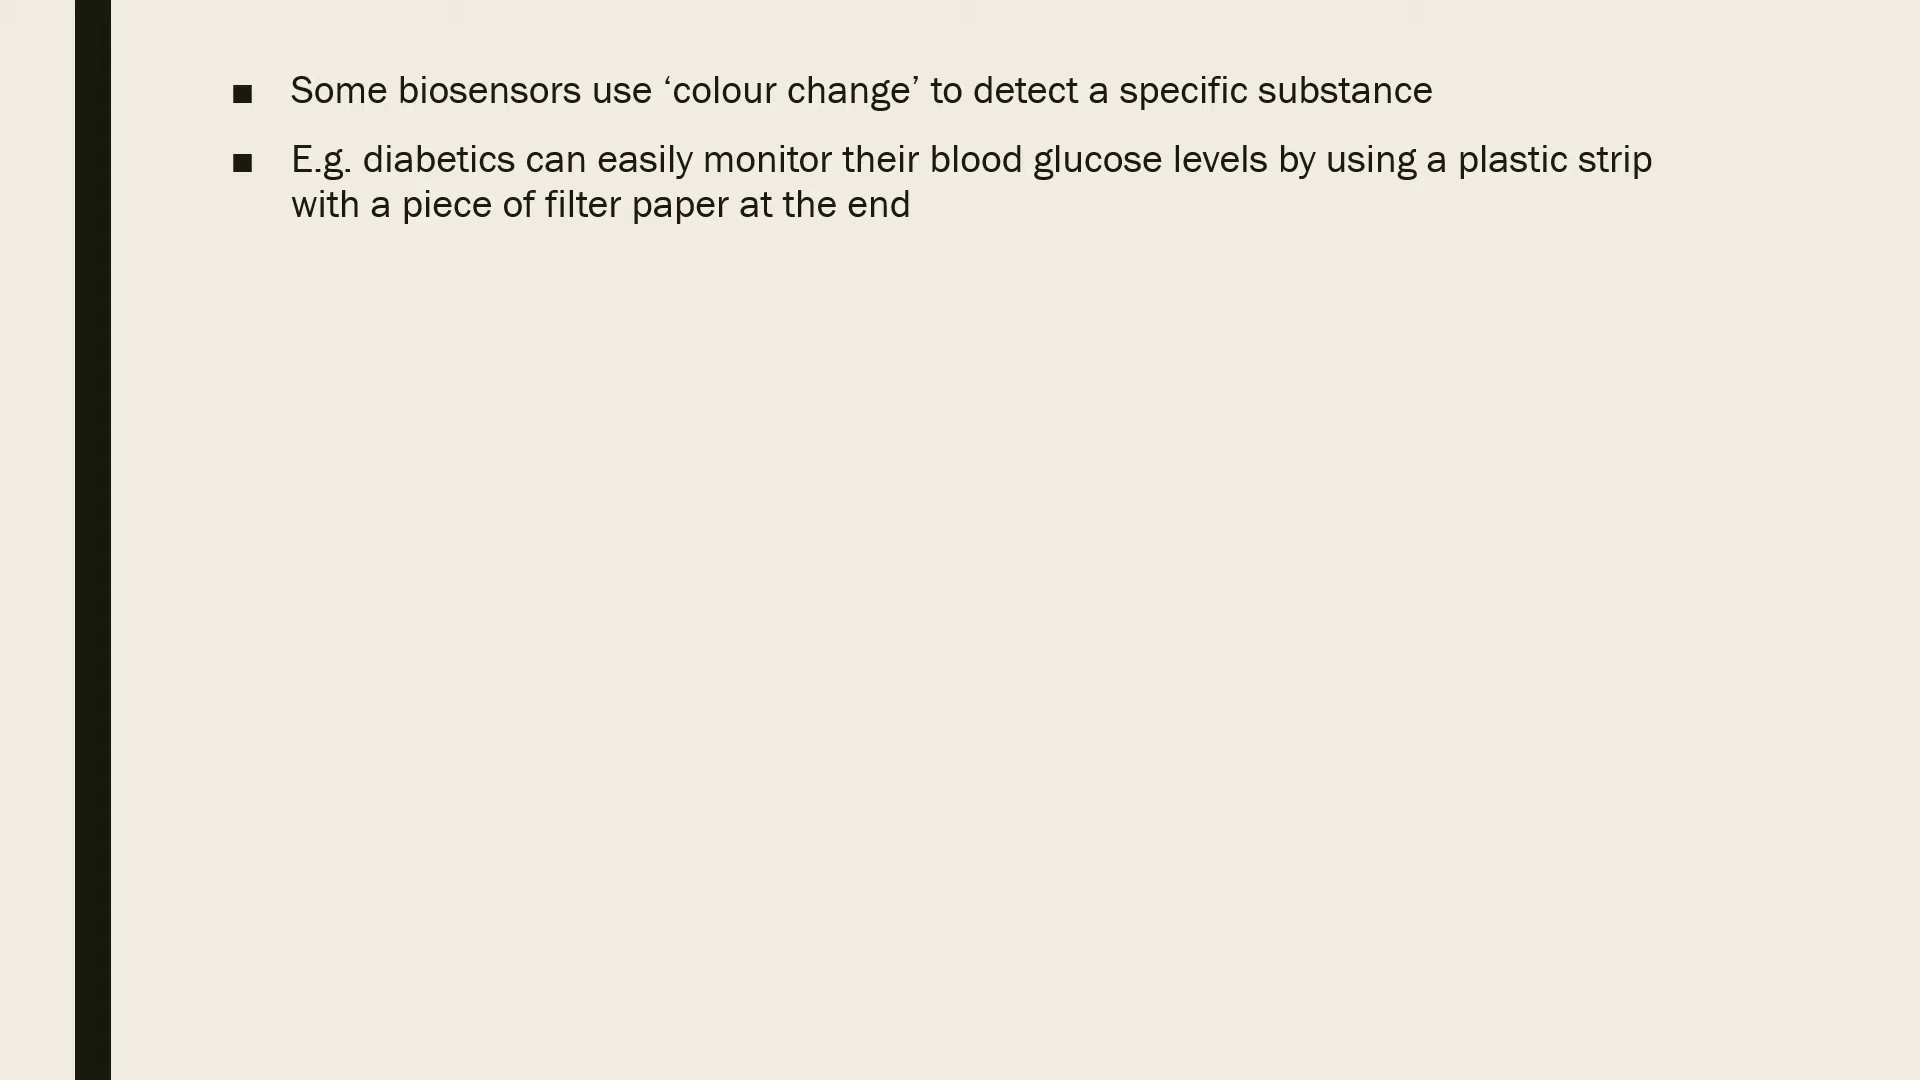 ■ Some biosensors use ‘colour change’ to detect a specific substance
■ E.g. diabetics can easily monitor their blood glucose levels by using a plastic strip
with a piece of filter paper at the end